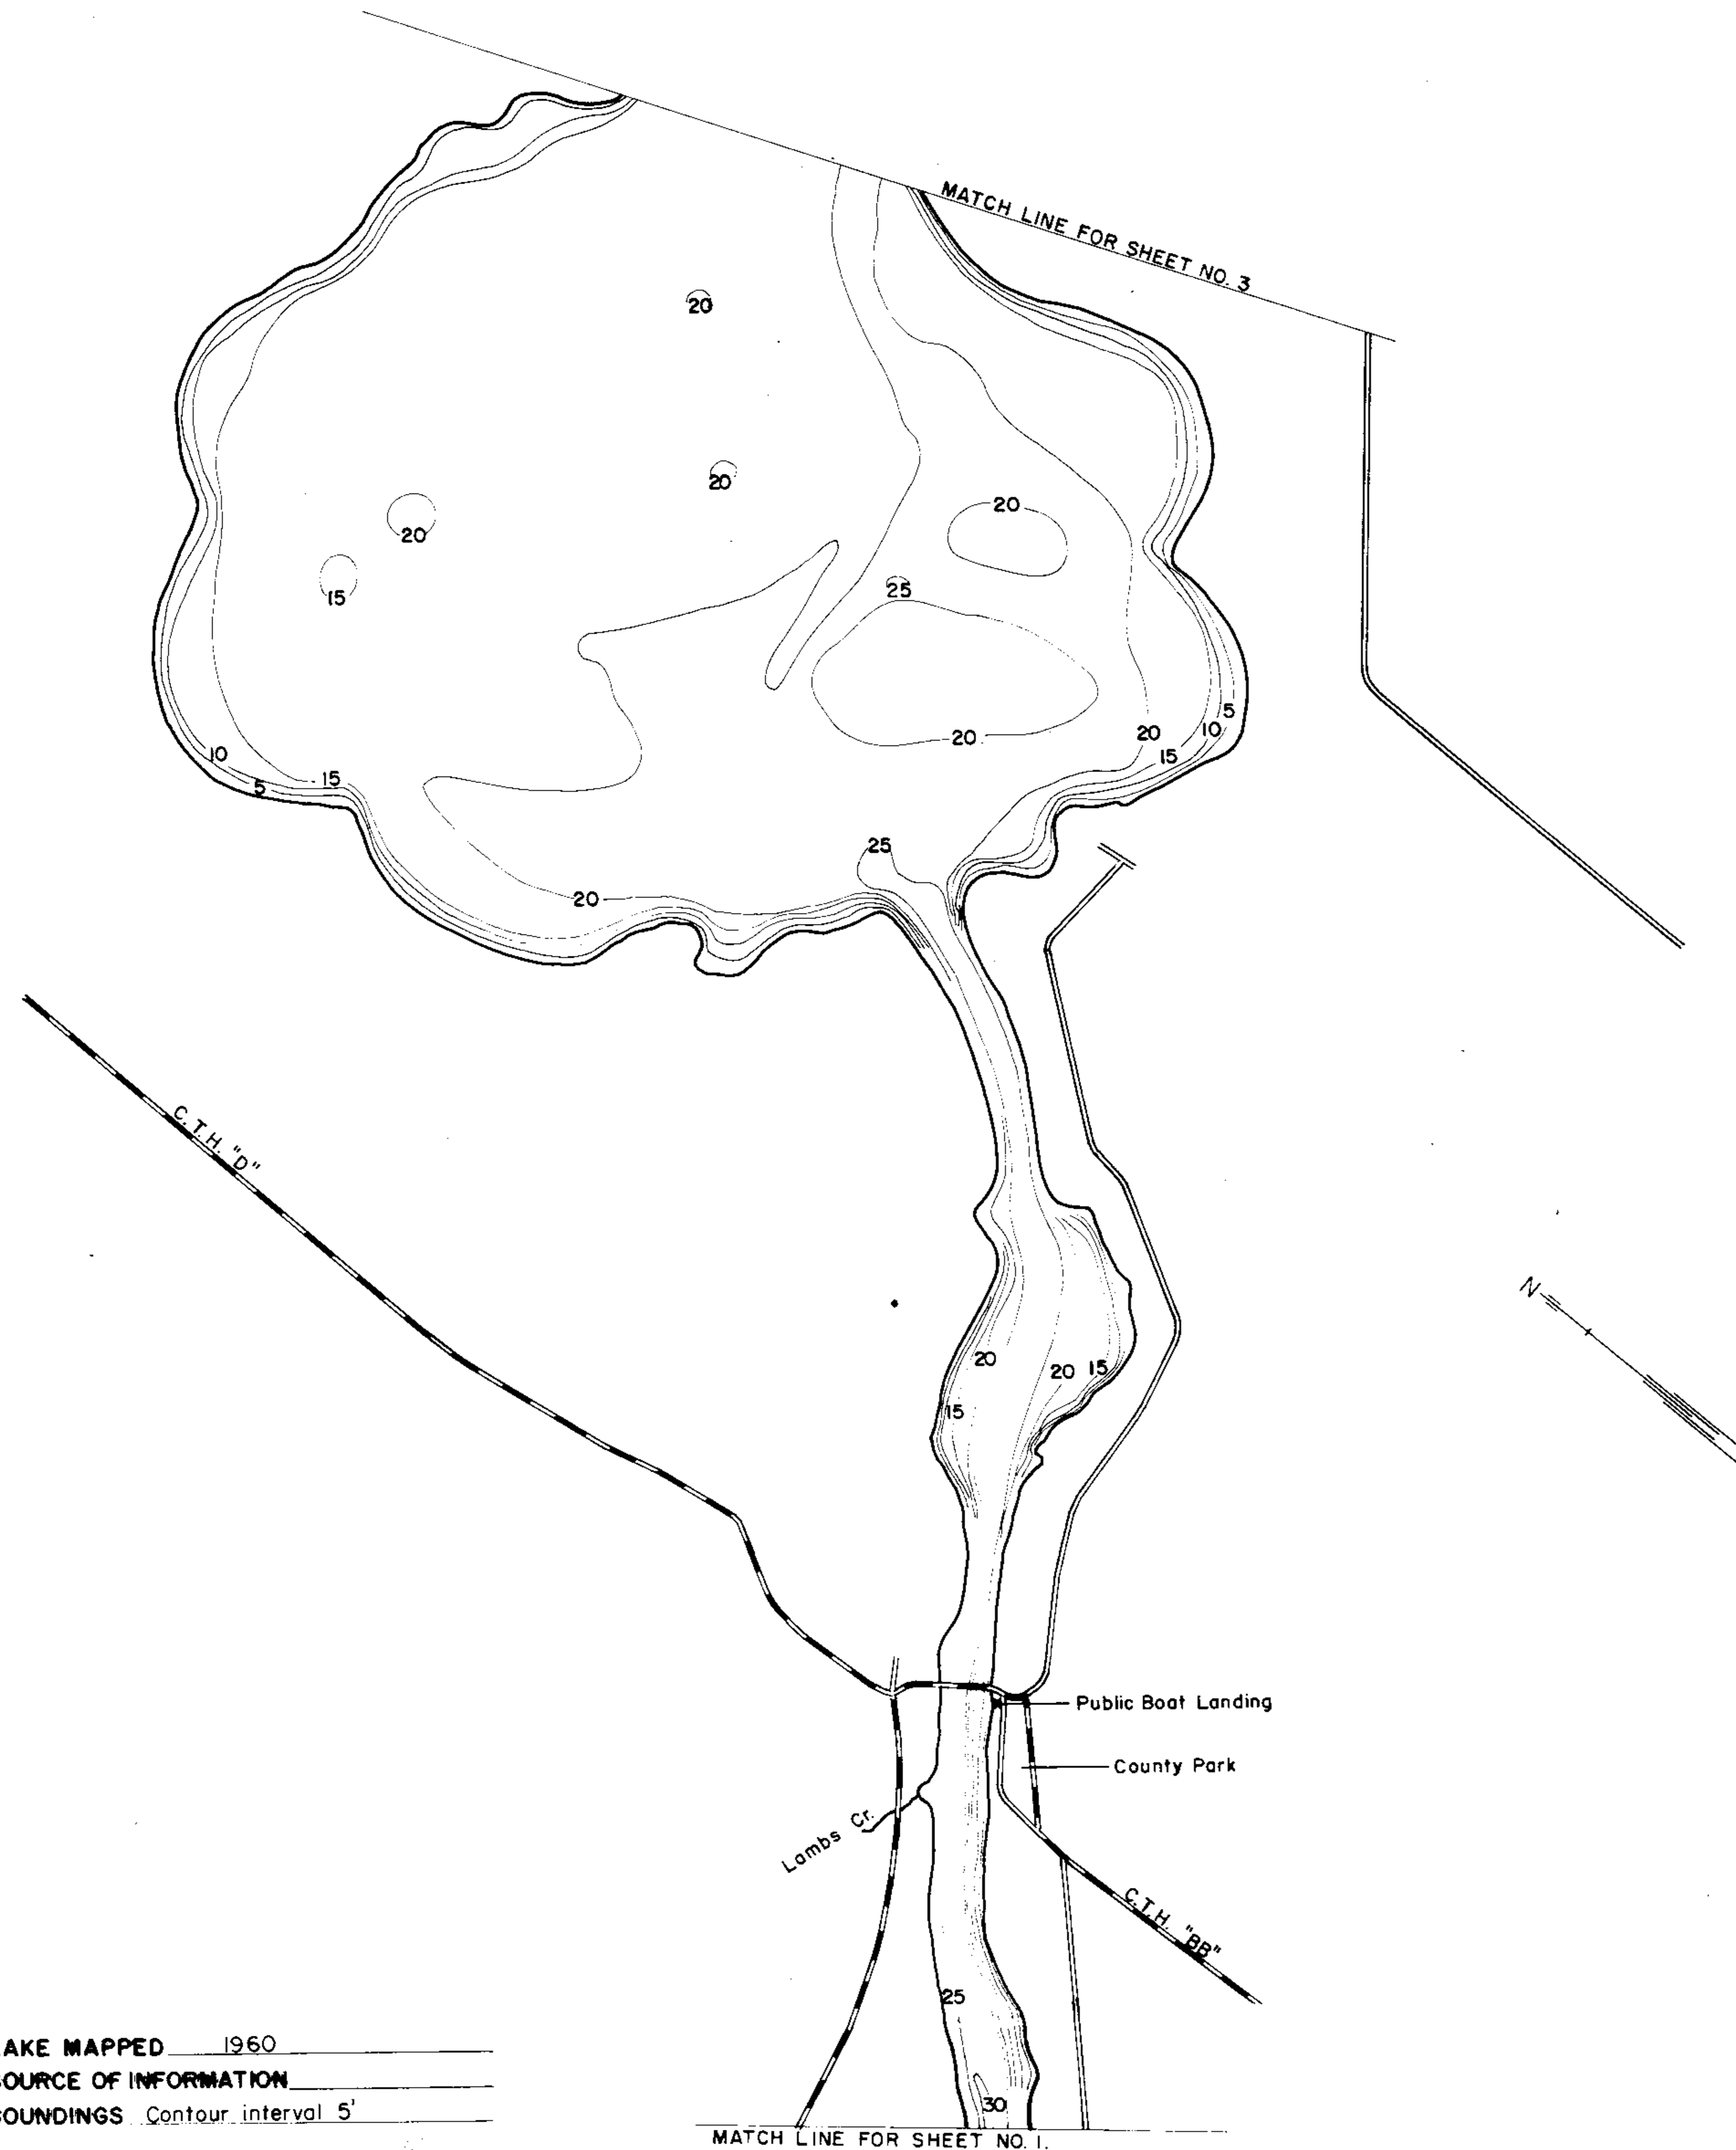 MATCH LINE FOR SHEET NO. 3
20
20
20
20
15
25
5
10
20
15
20
10
15
5
25
20
C.T.H. "D"
N
20
20
15
15
Public Boat Landing
County Park
Lambs Cr.
C.T.H. "BB"
25
30
AKE MAPPED 1960
OURCE OF INFORMATION
OUNDINGS Contour interval 5'
MATCH LINE FOR SHEET NO. 1.